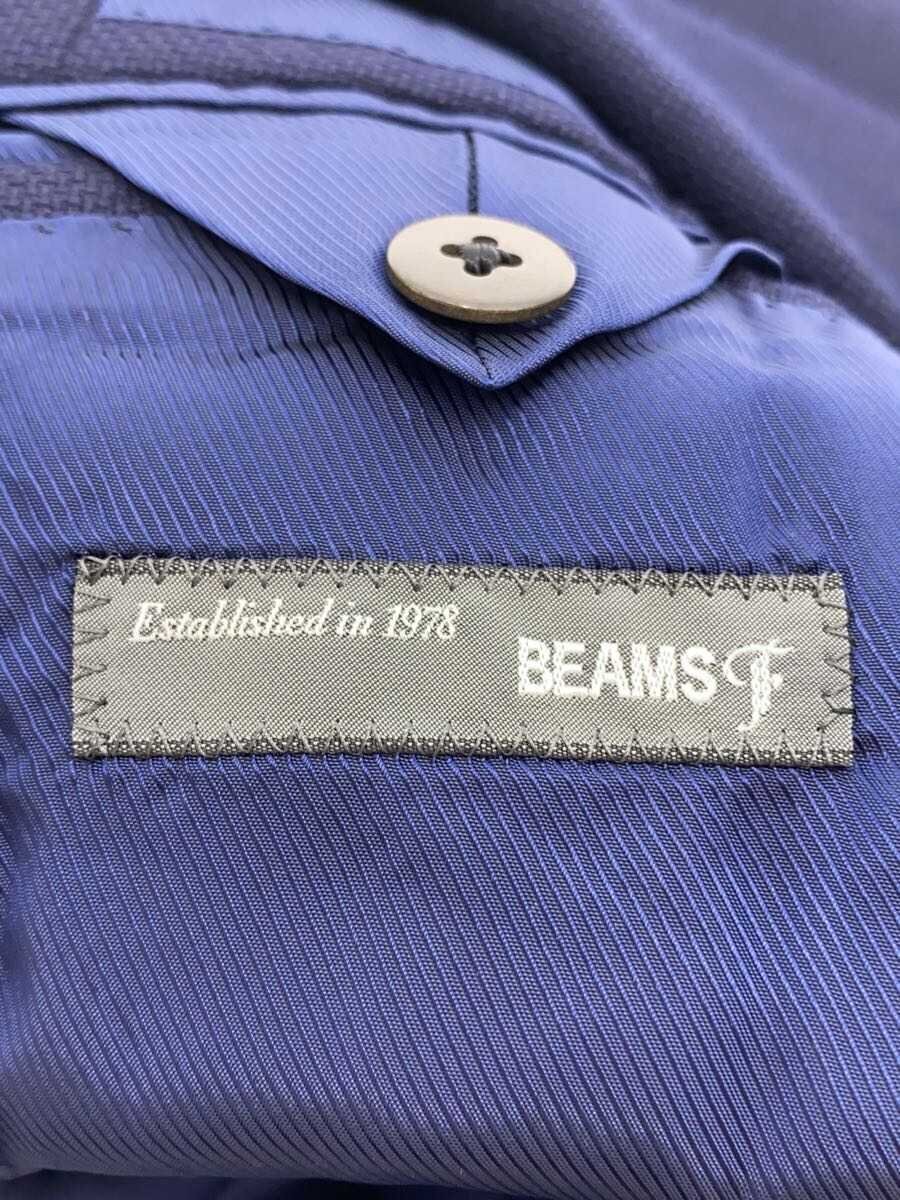 Established in 1978
BEAMS F